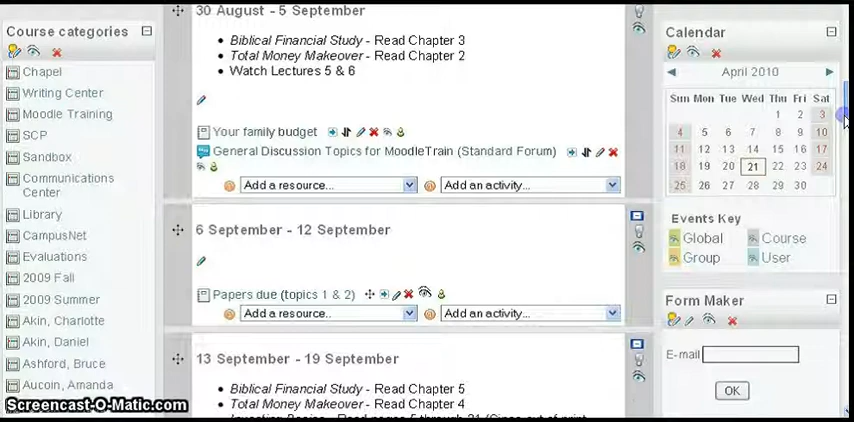 Course categories
Chapel
Writing Center
Moodle Training
SCP
Sandbox
Communications
Center
Library
CampusNet
Evaluations
2009 Fall
2009 Summer
Akin, Charlotte
Akin, Daniel
Ashford, Bruce
Aucoin, Amanda
Screencast-O-Matic.com
30 August - 5 September
Biblical Financial Study - Read Chapter 3
Total Money Makeover - Read Chapter 2
Watch Lectures 5 & 6
Your family budget
General Discussion Topics for MoodleTrain (Standard Forum)
Add a resource... Add an activity...
6 September - 12 September
Papers due (topics 1 & 2)
Add a resource... Add an activity...
13 September - 19 September
Biblical Financial Study - Read Chapter 5
Total Money Makeover - Read Chapter 4
Calendar
April 2010
Sun Mon Tue Wed Thu Fri Sat
1 2 3
4 5 6 7 8 9 10
11 12 13 14 15 16 17
18 19 20 21 22 23 24
25 26 27 28 29 30
Events Key
Global Course
Group User
Form Maker
E-mail
OK